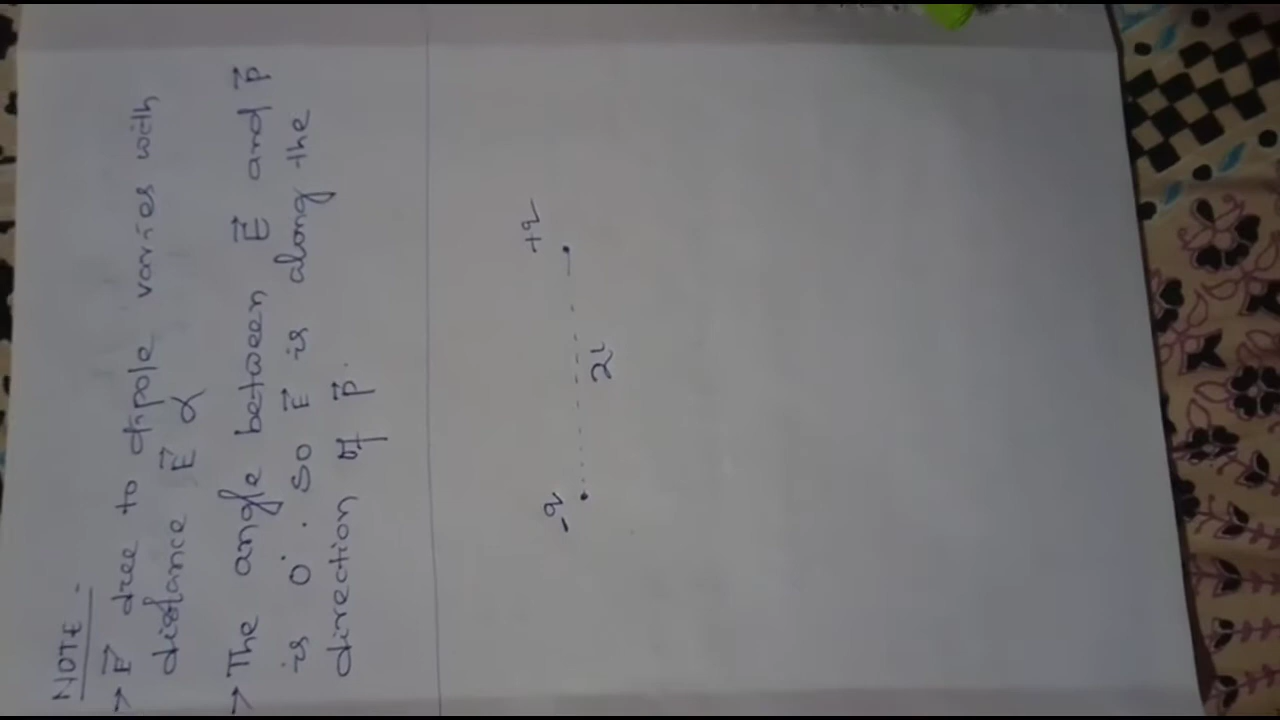 NOTE:
→ E⃗ due to dipole varies with
distance E⃗ α
→ The angle between E⃗ and P⃗
is 0°. SO E⃗ is along the
direction of P⃗.
-q +q
2l